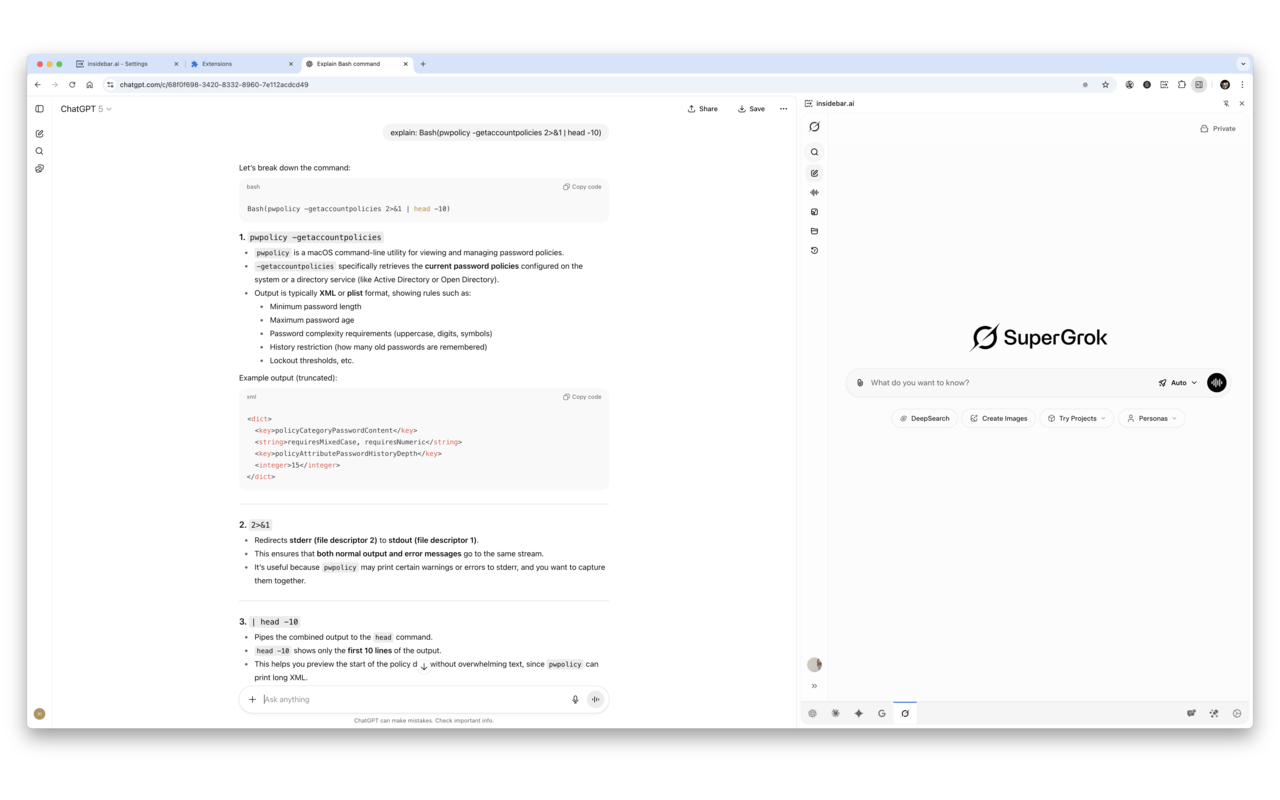 insidebar.ai - Settings
Extensions
Explain Bash command
chatgpt.com/c/68f0f698-3420-8332-8960-7e112acdcd49
ChatGPT 5
Share
Save
explain: Bash(pwpolicy -getaccountpolicies 2>&1 | head -10)
Let's break down the command:
bash
Copy code
Bash(pwpolicy -getaccountpolicies 2>&1 | head -10)
1. pwpolicy -getaccountpolicies
• pwpolicy is a macOS command-line utility for viewing and managing password policies.
• -getaccountpolicies specifically retrieves the current password policies configured on the
system or a directory service (like Active Directory or Open Directory).
• Output is typically XML or plist format, showing rules such as:
• Minimum password length
• Maximum password age
• Password complexity requirements (uppercase, digits, symbols)
• History restriction (how many old passwords are remembered)
• Lockout thresholds, etc.
Example output (truncated):
xml
Copy code
<dict>
<key>policyCategoryPasswordContent</key>
<string>requiresMixedCase, requiresNumeric</string>
<key>policyAttributePasswordHistoryDepth</key>
<integer>15</integer>
</dict>
2. 2>&1
• Redirects stderr (file descriptor 2) to stdout (file descriptor 1).
• This ensures that both normal output and error messages go to the same stream.
• It's useful because pwpolicy may print certain warnings or errors to stderr, and you want to capture
them together.
3. | head -10
• Pipes the combined output to the head command.
• head -10 shows only the first 10 lines of the output.
• This helps you preview the start of the policy d without overwhelming text, since pwpolicy can
print long XML.
Ask anything
ChatGPT can make mistakes. Check important info.
insidebar.ai
Private
SuperGrok
What do you want to know?
Auto
DeepSearch
Create Images
Try Projects
Personas